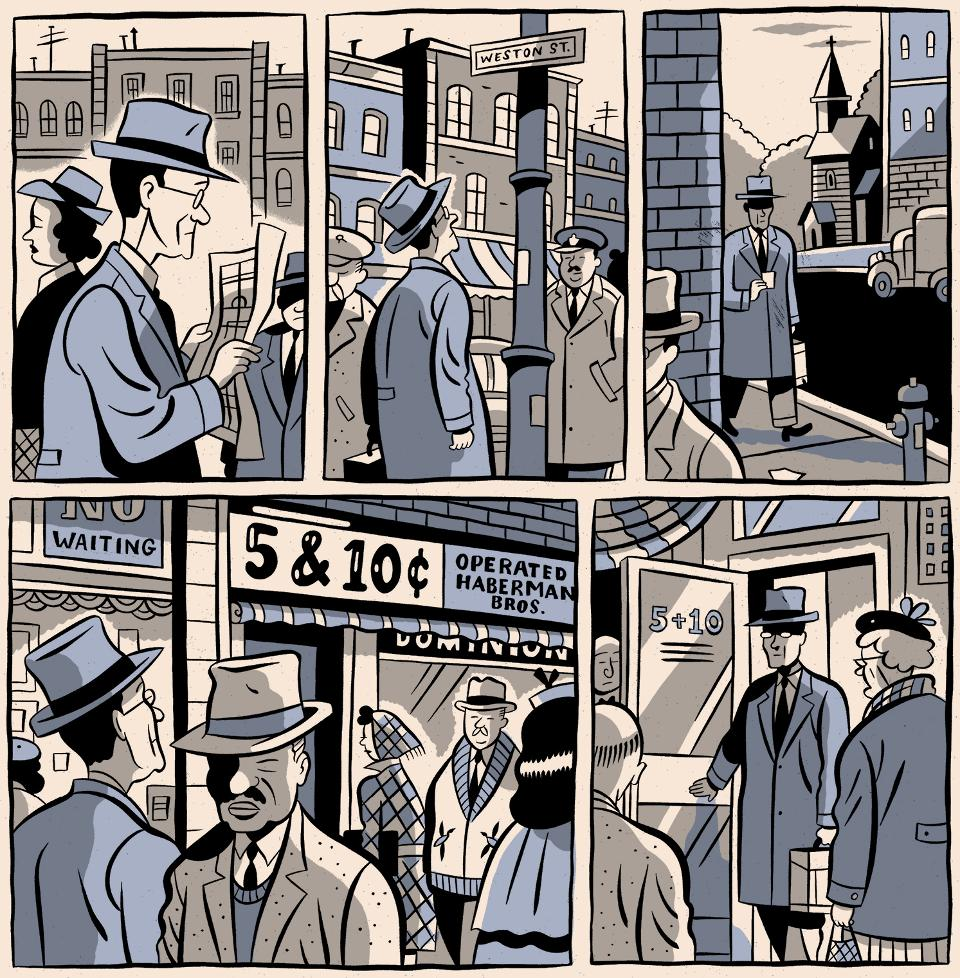 WESTON ST.
NO
WAITING
5 & 10¢
OPERATED
HABERMAN
BROS.
DOMINION
5+10